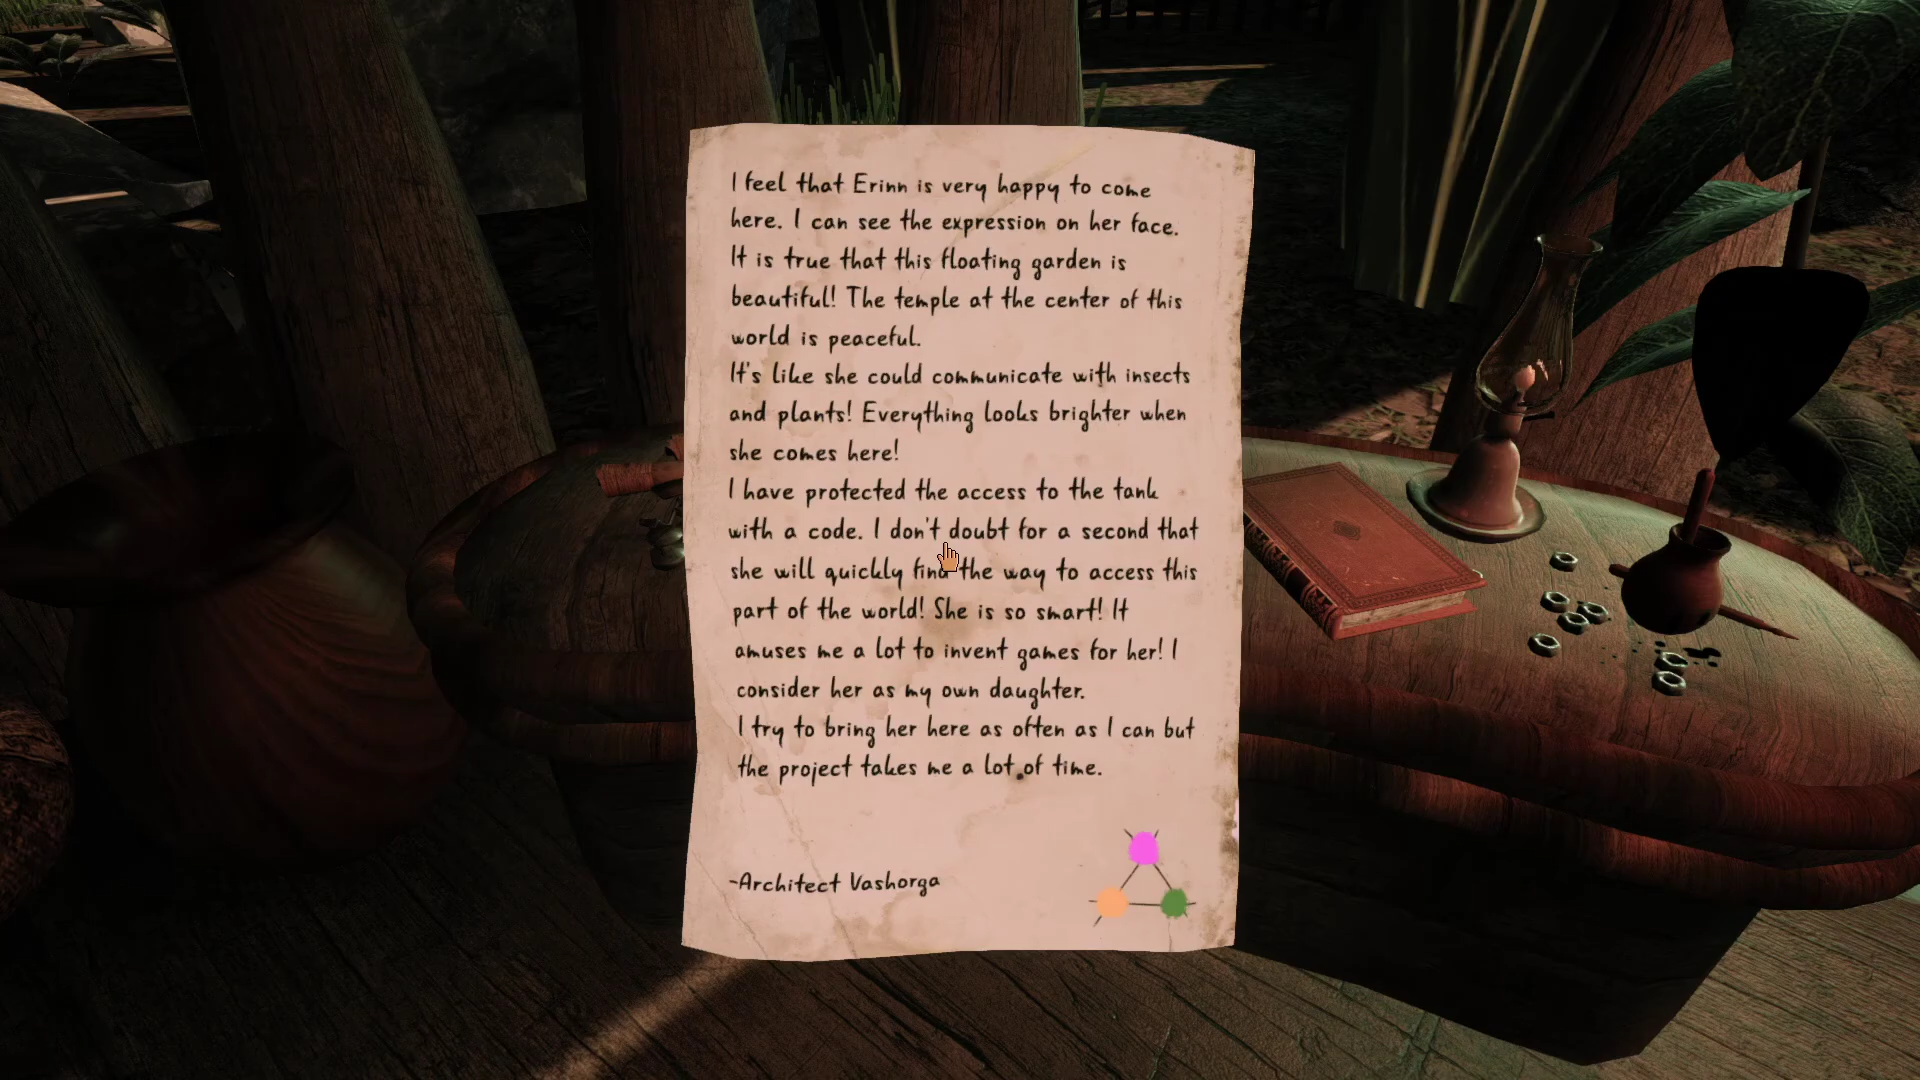 I feel that Erinn is very happy to come
here. I can see the expression on her face.
It is true that this floating garden is
beautiful! The temple at the center of this
world is peaceful.
It's like she could communicate with insects
and plants! Everything looks brighter when
she comes here!
I have protected the access to the tank
with a code. I don't doubt for a second that
she will quickly find the way to access this
part of the world! She is so smart! It
amuses me a lot to invent games for her! I
consider her as my own daughter.
I try to bring her here as often as I can but
the project takes me a lot of time.
-Architect Vashorga